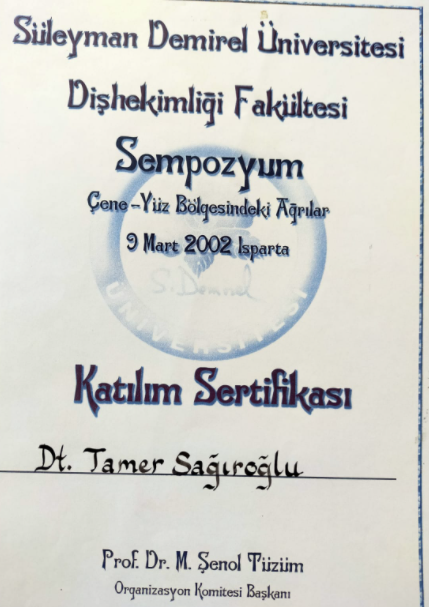 Süleyman Demirel Üniversitesi
Dişhekimliği Fakültesi
Sempozyum
Çene-Yüz Bölgesindeki Ağrılar
9 Mart 2002 Isparta
S. Demirel
ÜNİVERSİTESİ
Katılım Sertifikası
Dt. Tamer Sağıroğlu
Prof. Dr. M. Şenol Tüzüm
Organizasyon Komitesi Başkanı